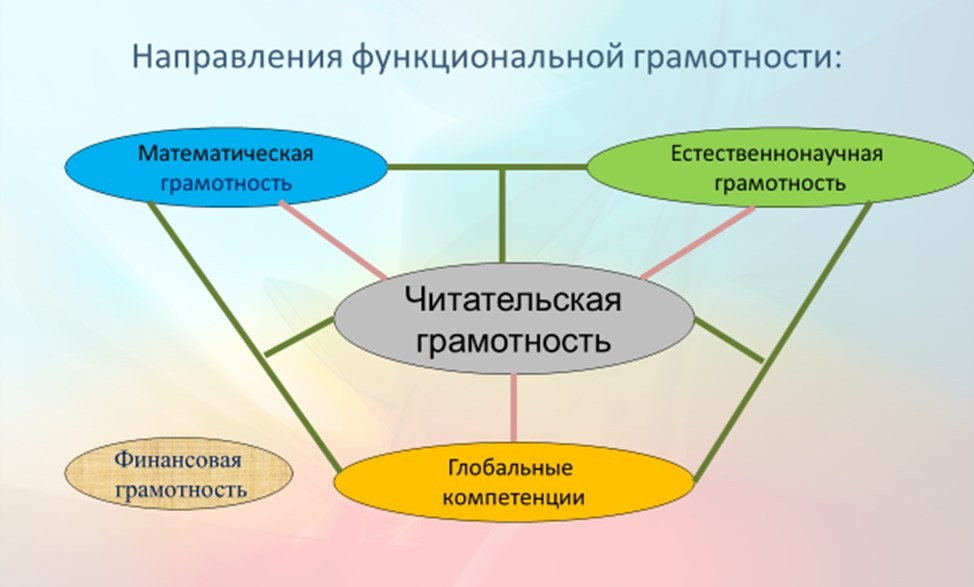 Направления функциональной грамотности:
Математическая
грамотность
Естественнонаучная
грамотность
Читательская
грамотность
Финансовая
грамотность
Глобальные
компетенции